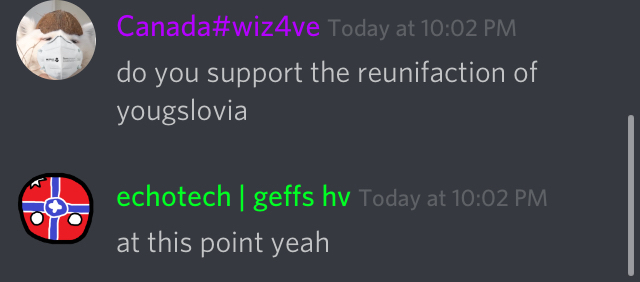 Canada#wiz4ve Today at 10:02 PM
do you support the reunifaction of
yougslovia
echotech | geffs hv Today at 10:02 PM
at this point yeah